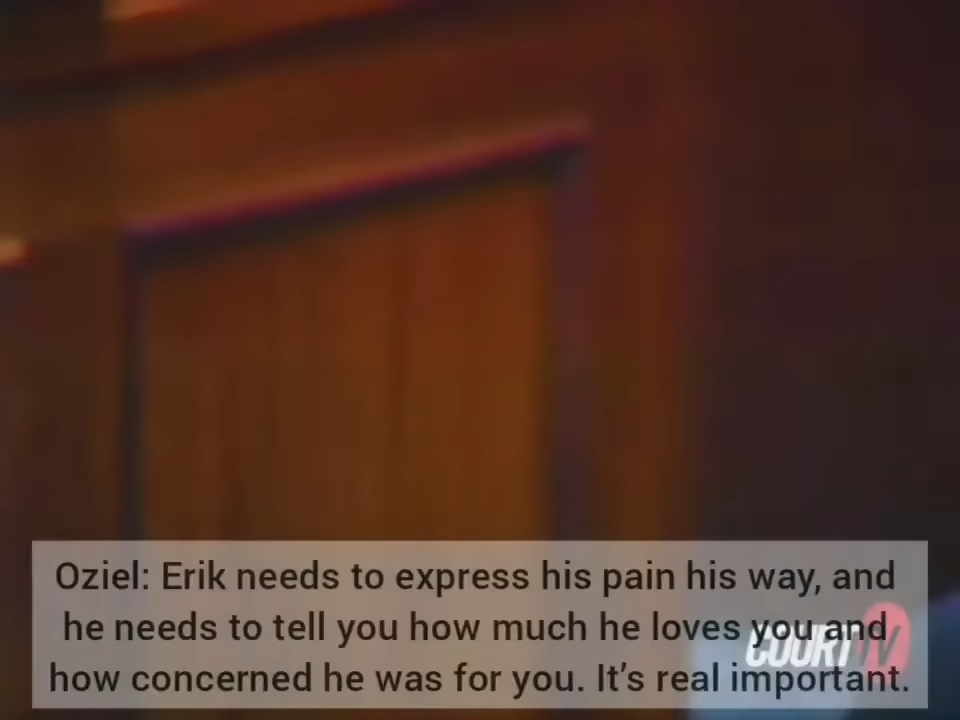 Oziel: Erik needs to express his pain his way, and
he needs to tell you how much he loves you and
how concerned he was for you. It's real important.
COURT TV